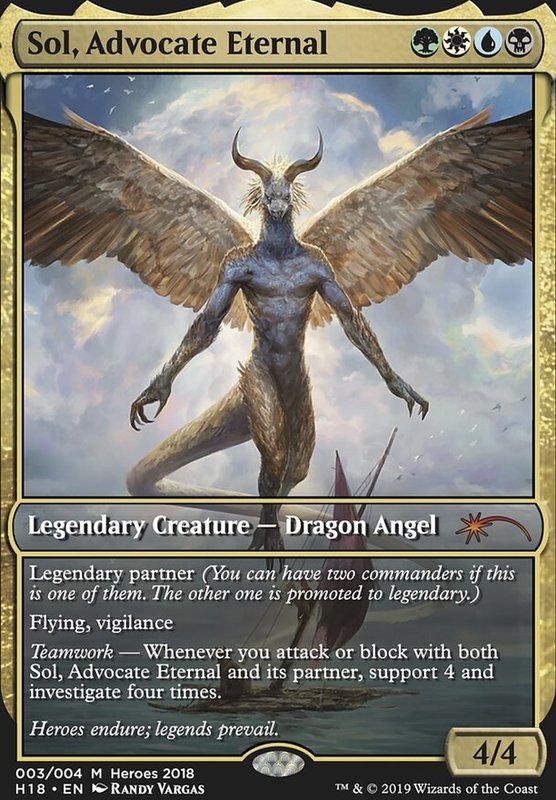 Sol, Advocate Eternal
Legendary Creature — Dragon Angel
Legendary partner (You can have two commanders if this
is one of them. The other one is promoted to legendary.)
Flying, vigilance
Teamwork — Whenever you attack or block with both
Sol, Advocate Eternal and its partner, support 4 and
investigate four times.
Heroes endure; legends prevail.
4/4
003/004 M Heroes 2018
H18 • EN Randy Vargas
™ & © 2019 Wizards of the Coast